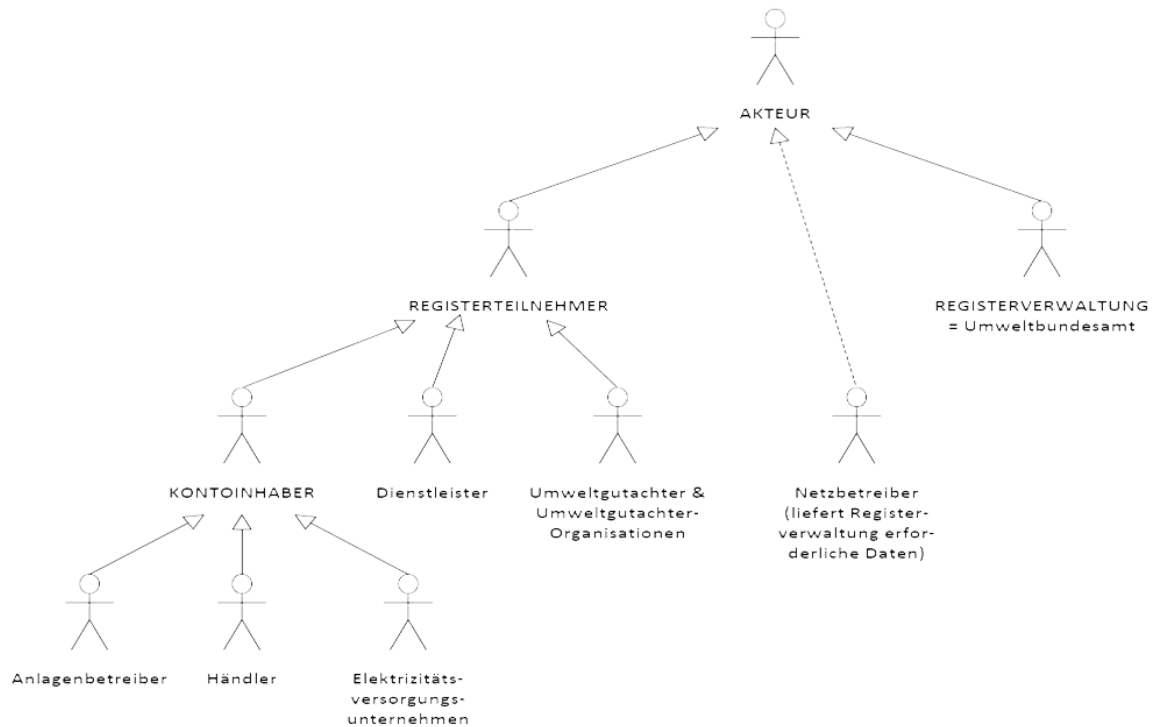 AKTEUR
REGISTERTEILNEHMER
REGISTERVERWALTUNG
= Umweltbundesamt
KONTOINHABER
Dienstleister
Umweltgutachter &
Umweltgutachter-
Organisationen
Netzbetreiber
(liefert Register-
verwaltung erfor-
derliche Daten)
Anlagenbetreiber
Händler
Elektrizitäts-
versorgungs-
unternehmen